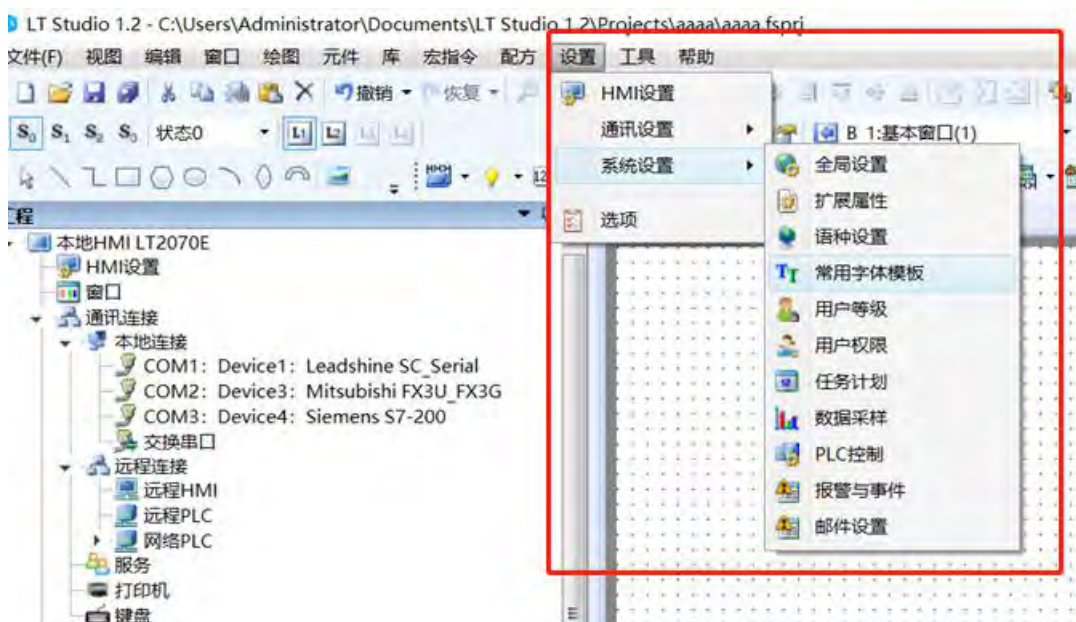 LT Studio 1.2 - C:\Users\Administrator\Documents\LT Studio 1.2\Projects\aaaa\aaaa.fsprj
文件(F) 视图 编辑 窗口 绘图 元件 库 宏指令 配方 设置 工具 帮助
撤销 恢复
S0 S1 S2 S3 状态0 L1 L2 L3 L4
B 1:基本窗口(1)
HMI设置
通讯设置
系统设置
选项
全局设置
扩展属性
语种设置
常用字体模板
用户等级
用户权限
任务计划
数据采样
PLC控制
报警与事件
邮件设置
程
本地HMI LT2070E
HMI设置
窗口
通讯连接
本地连接
COM1: Device1: Leadshine SC_Serial
COM2: Device3: Mitsubishi FX3U_FX3G
COM3: Device4: Siemens S7-200
交换串口
远程连接
远程HMI
远程PLC
网络PLC
服务
打印机
键盘